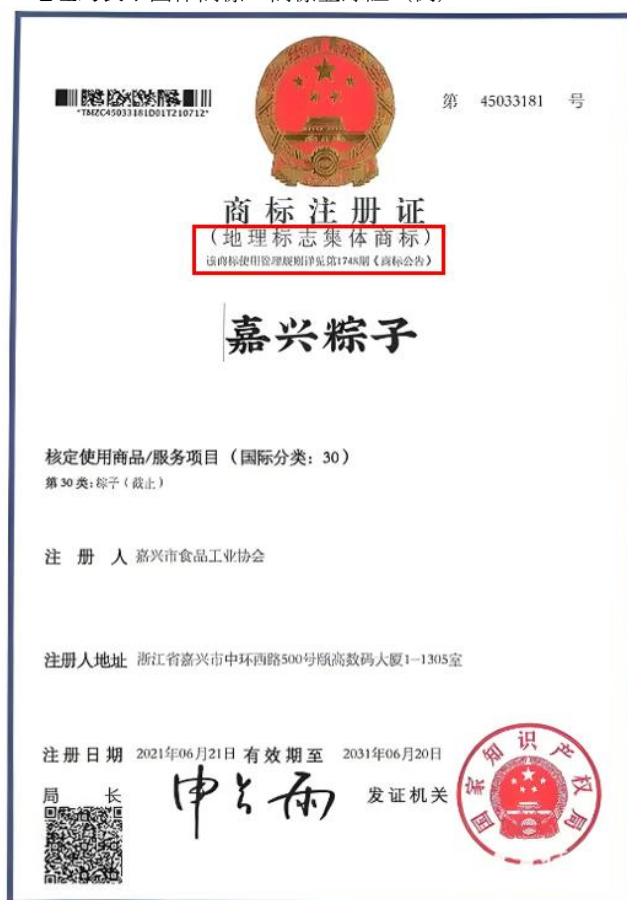 *TMZC45033181D01T210712*
第 45033181 号
商标注册证
（地理标志集体商标）
该商标使用管理规则详见第1748期《商标公告》
嘉兴粽子
核定使用商品/服务项目（国际分类：30）
第30类：粽子（截止）
注册人 嘉兴市食品工业协会
注册人地址 浙江省嘉兴市中环西路500号颐高数码大厦1-1305室
注册日期 2021年06月21日 有效期至 2031年06月20日
局长 申长雨 发证机关
国家知识产权局